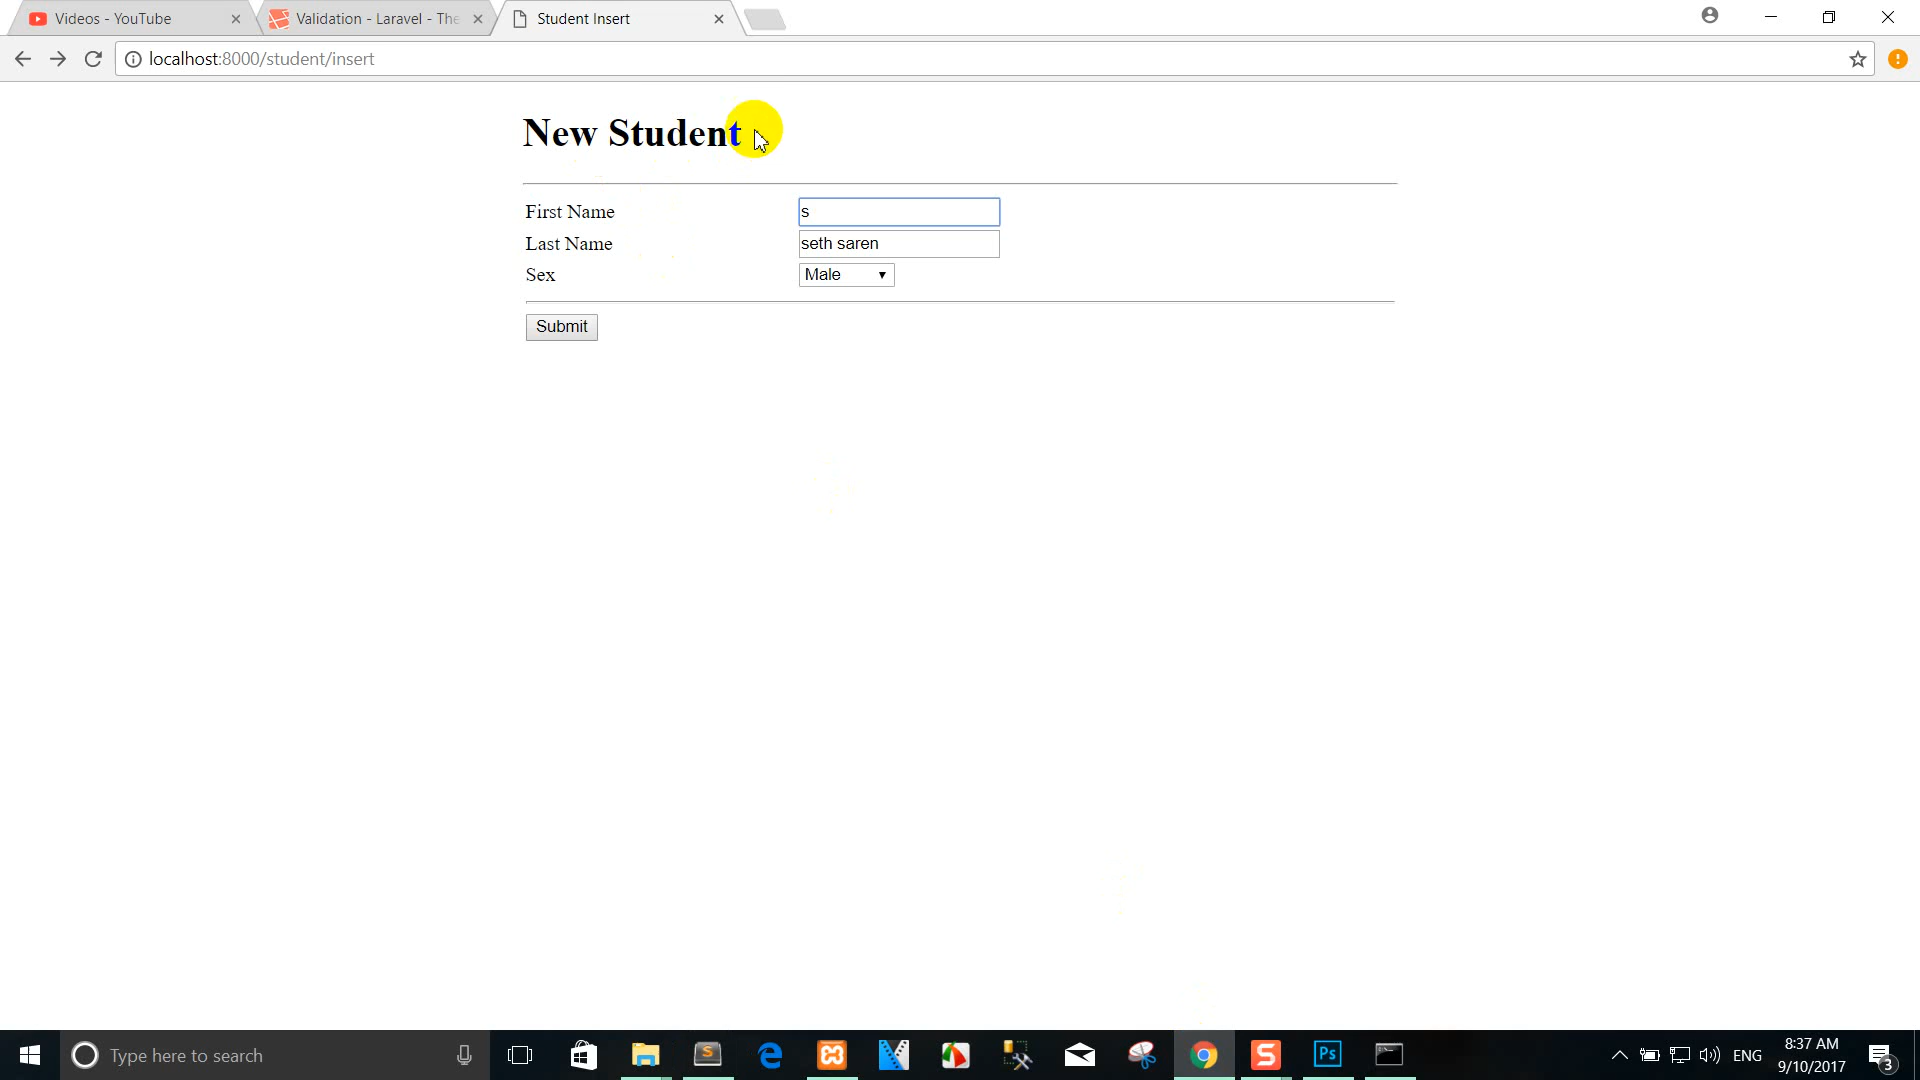 Videos - YouTube
Validation - Laravel - The
Student Insert
localhost:8000/student/insert
New Student
First Name
s
Last Name
seth saren
Sex
Male
Submit
Type here to search
S
S
Ps
ENG
8:37 AM
9/10/2017
3